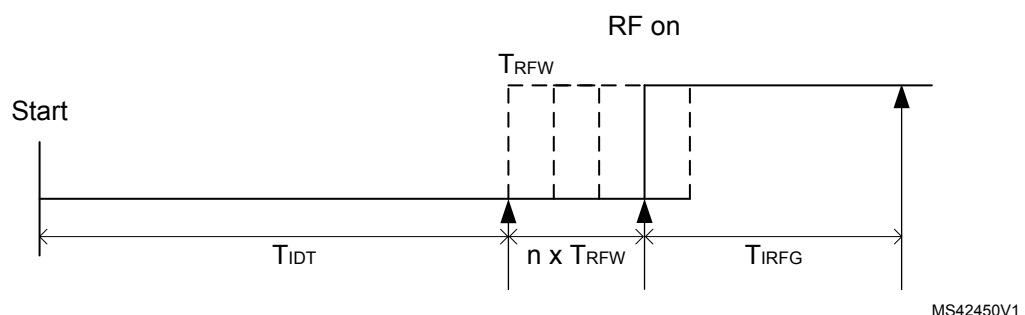 RF on
TRFW
Start
TIDT
n x TRFW
TIRFG
MS42450V1